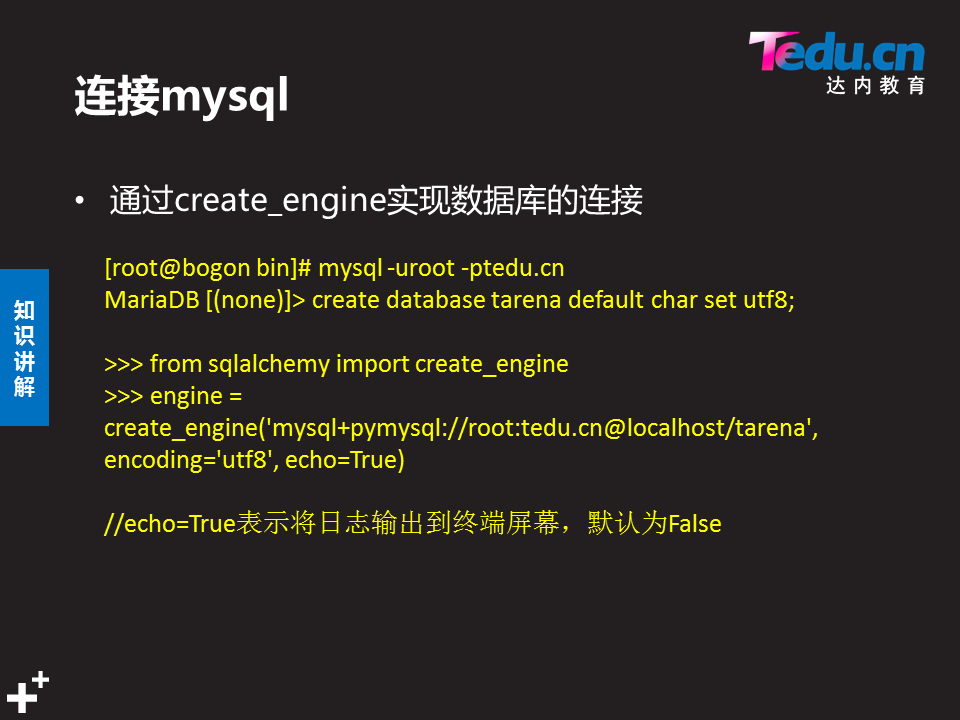 Tedu.cn
达内教育
连接mysql
• 通过create_engine实现数据库的连接
[root@bogon bin]# mysql -uroot -ptedu.cn
MariaDB [(none)]> create database tarena default char set utf8;
>>> from sqlalchemy import create_engine
>>> engine =
create_engine('mysql+pymysql://root:tedu.cn@localhost/tarena',
encoding='utf8', echo=True)
//echo=True表示将日志输出到终端屏幕，默认为False
知
识
讲
解